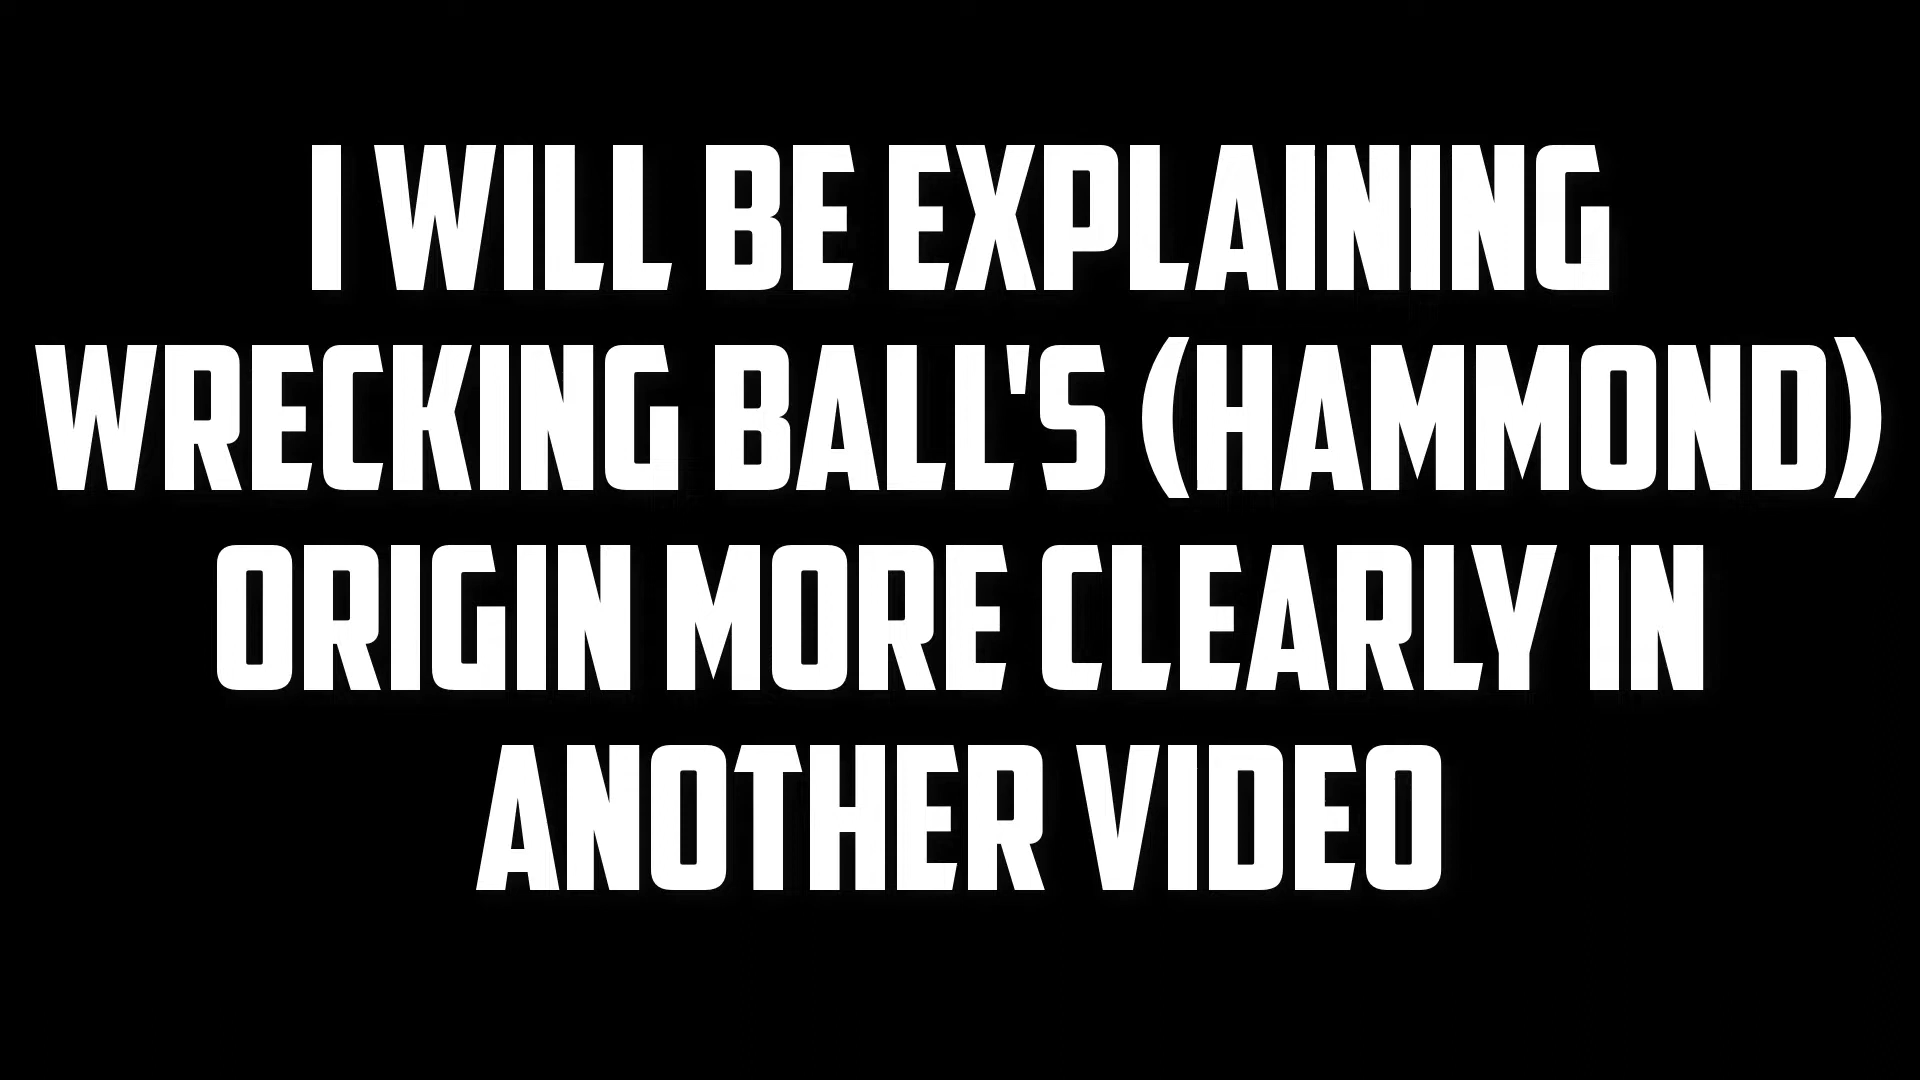 I WILL BE EXPLAINING
WRECKING BALL'S (HAMMOND)
ORIGIN MORE CLEARLY IN
ANOTHER VIDEO